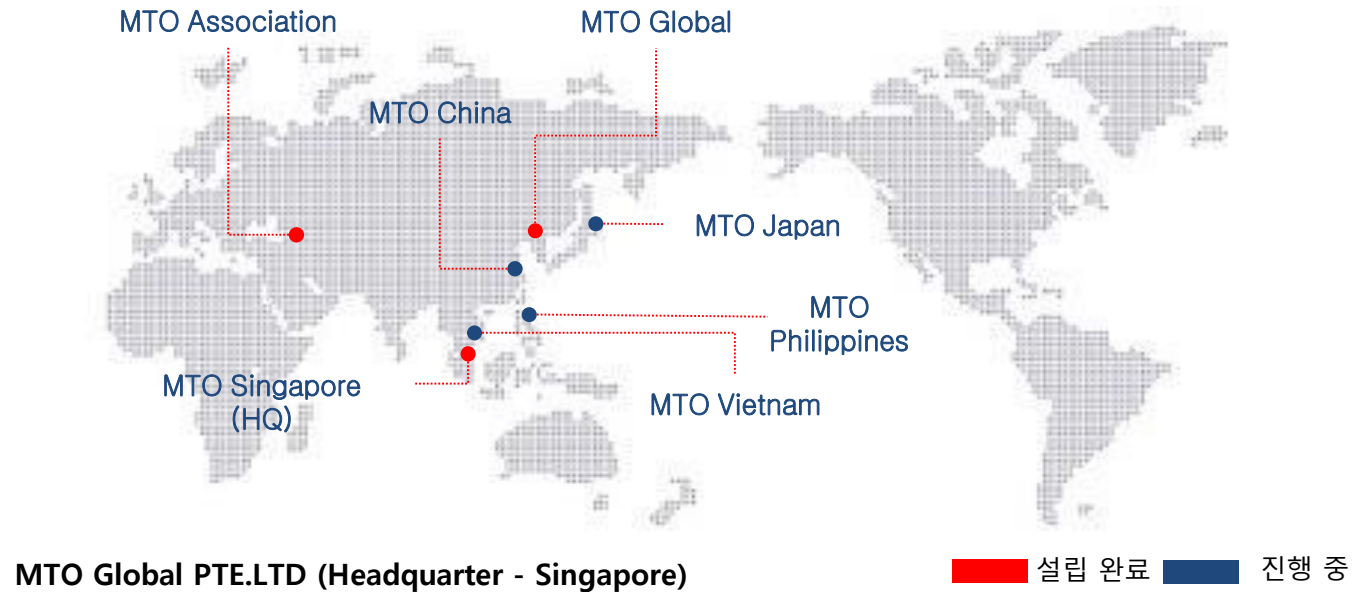 MTO Association
MTO Global
MTO China
MTO Japan
MTO
Philippines
MTO Singapore
(HQ)
MTO Vietnam
MTO Global PTE.LTD (Headquarter - Singapore)
설립 완료
진행 중